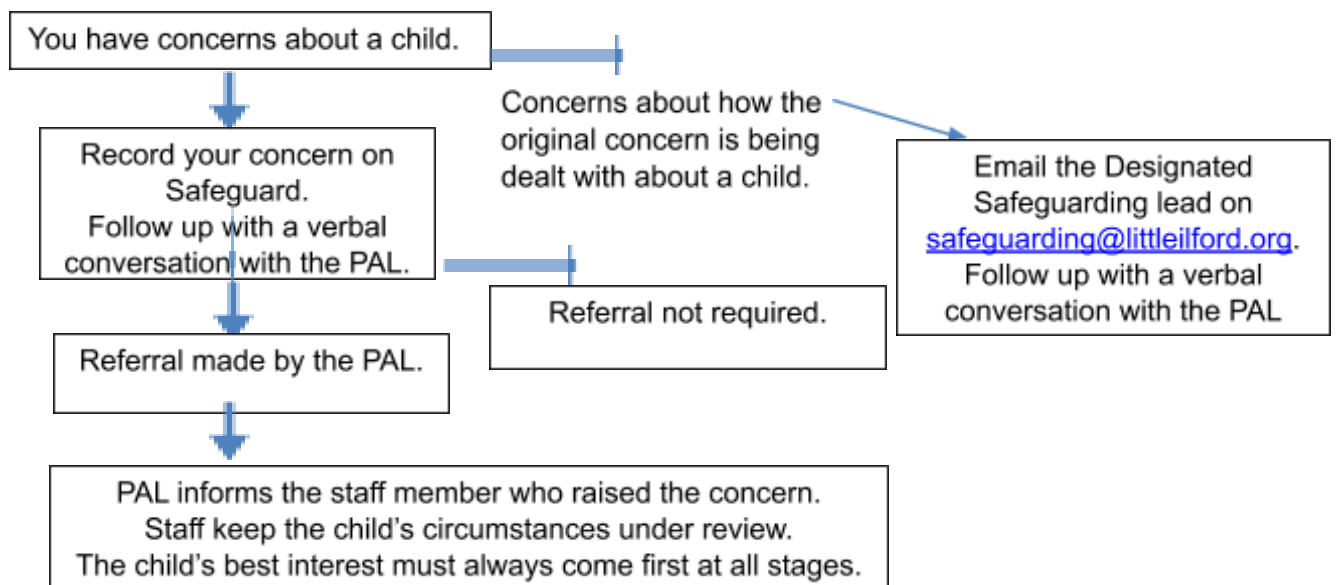 You have concerns about a child.
Concerns about how the
original concern is being
dealt with about a child.
Record your concern on
Safeguard.
Follow up with a verbal
conversation with the PAL.
Email the Designated
Safeguarding lead on
safeguarding@littleilford.org.
Follow up with a verbal
conversation with the PAL
Referral not required.
Referral made by the PAL.
PAL informs the staff member who raised the concern.
Staff keep the child's circumstances under review.
The child's best interest must always come first at all stages.